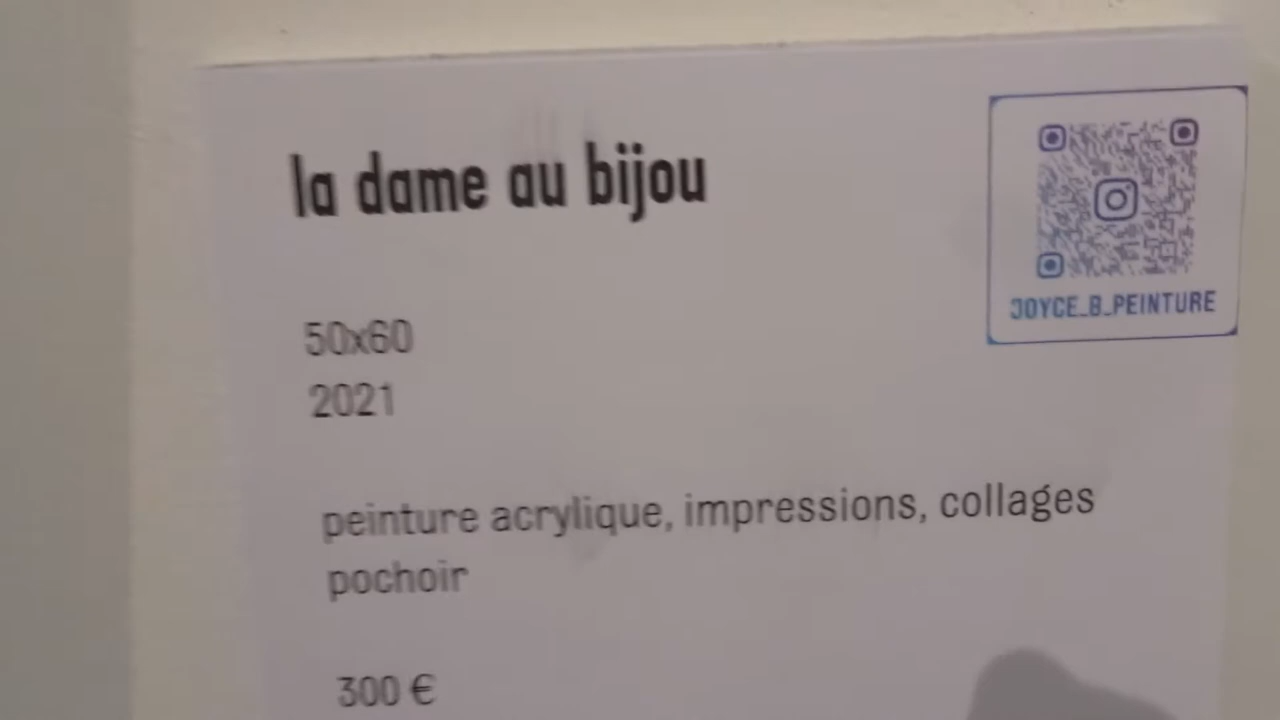 la dame au bijou
JOYCE_B_PEINTURE
50x60
2021
peinture acrylique, impressions, collages
pochoir
300 €